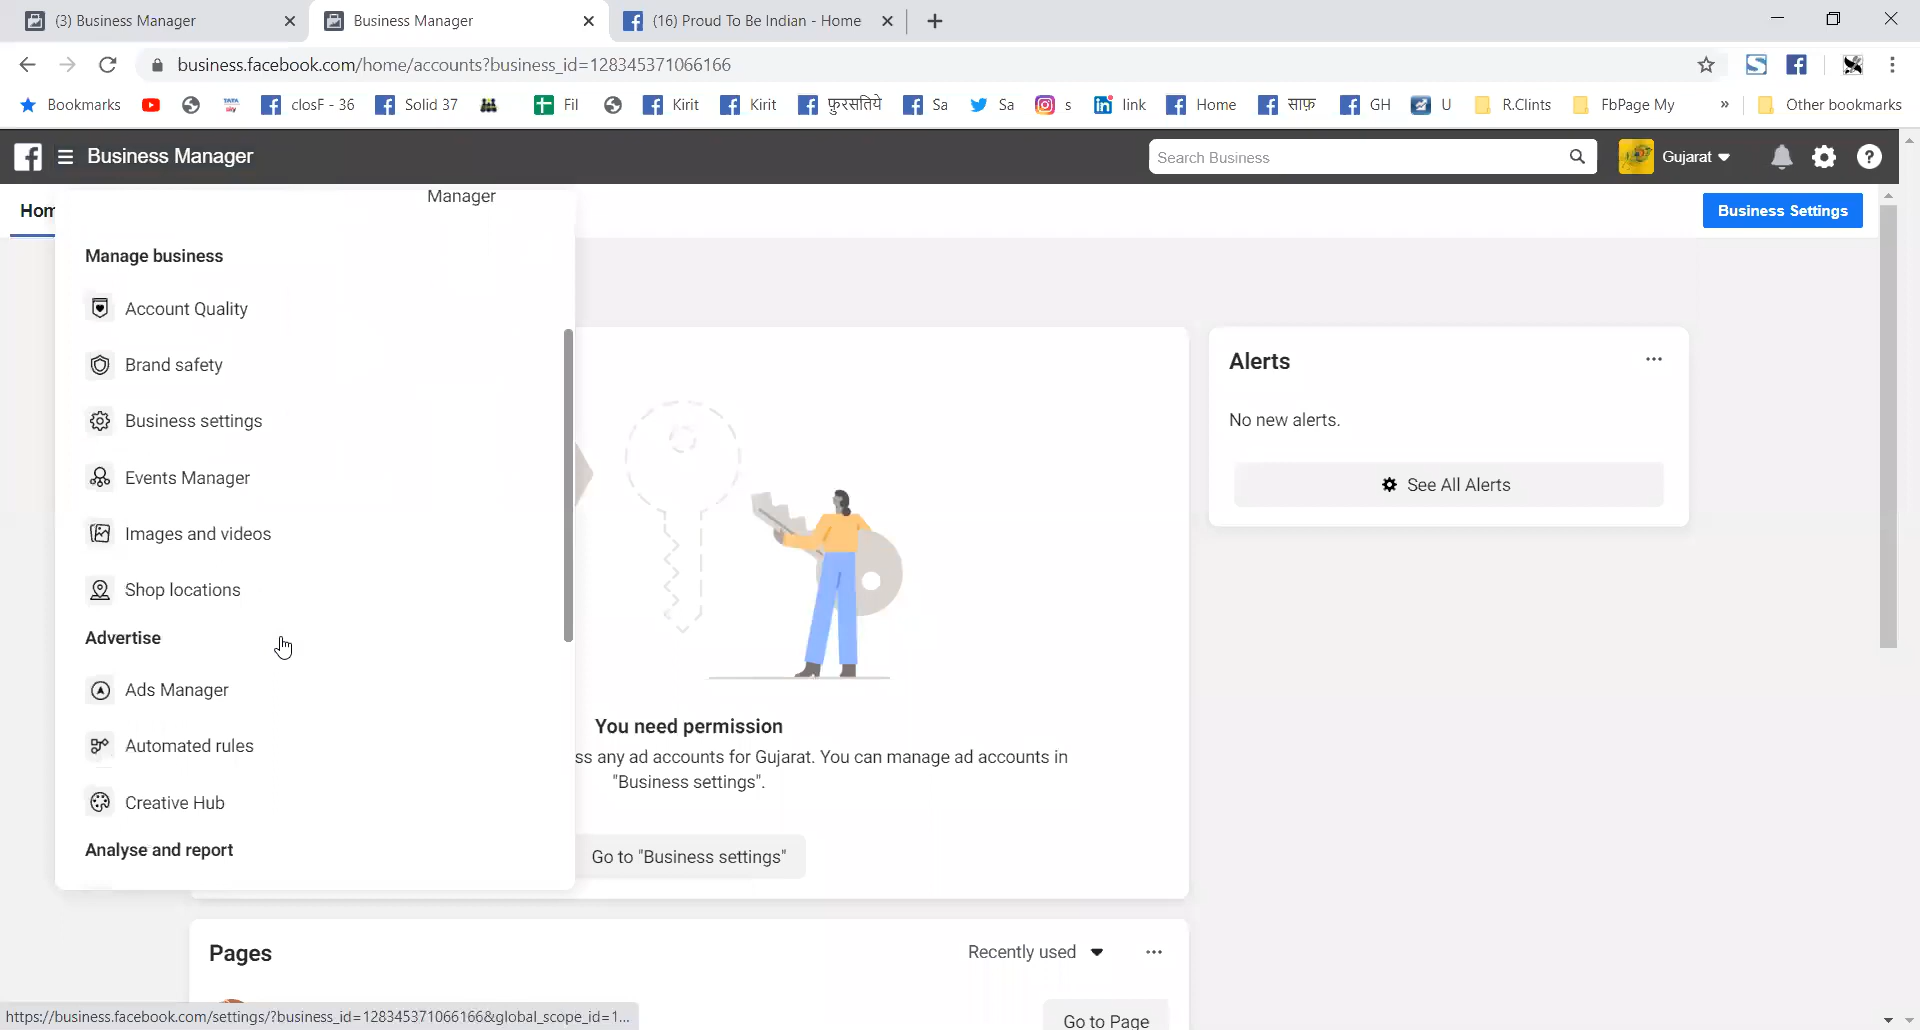 (3) Business Manager
Business Manager
(16) Proud To Be Indian - Home
business.facebook.com/home/accounts?business_id=128345371066166
Bookmarks
TATA sky
closF - 36
Solid 37
Fil
Kirit
Kirit
फुरसतिये
Sa
Sa
s
link
Home
साफ़
GH
U
R.Clints
FbPage My
»
Other bookmarks
Business Manager
Search Business
Gujarat
Hom
Manager
Business Settings
Manage business
Account Quality
Brand safety
Business settings
Events Manager
Images and videos
Shop locations
Advertise
Ads Manager
Automated rules
Creative Hub
Analyse and report
Alerts
No new alerts.
See All Alerts
You need permission
ss any ad accounts for Gujarat. You can manage ad accounts in
"Business settings".
Go to "Business settings"
Pages
Recently used
Go to Page
https://business.facebook.com/settings/?business_id=128345371066166&global_scope_id=1...